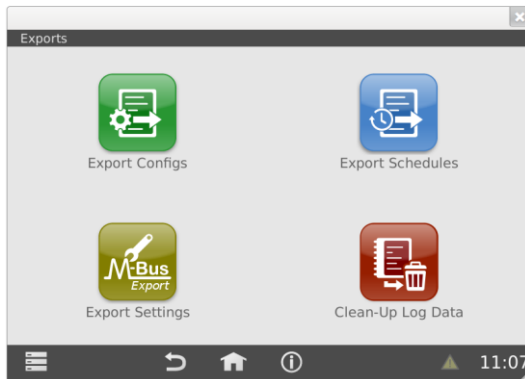 Exports
Export Configs
Export Schedules
M-Bus
Export
Export Settings
Clean-Up Log Data
11:07